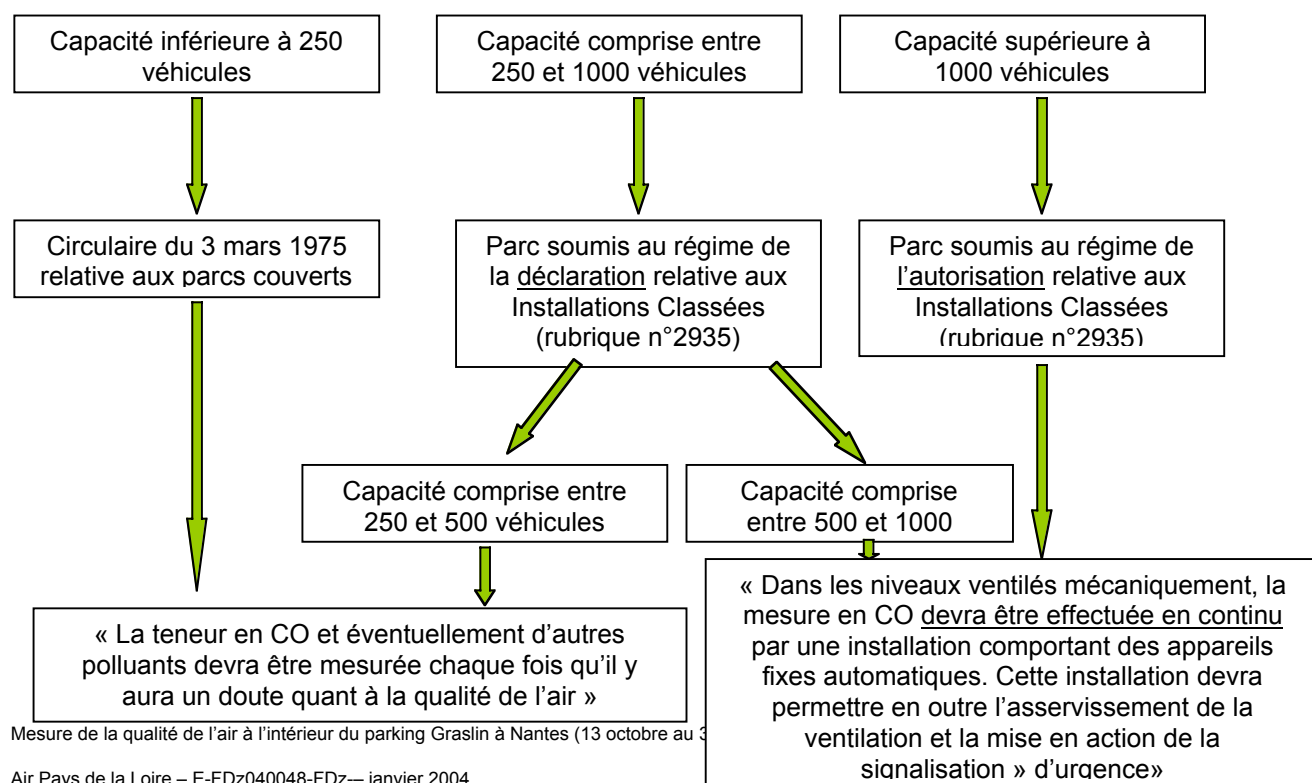 Capacité inférieure à 250
véhicules
Capacité comprise entre
250 et 1000 véhicules
Capacité supérieure à
1000 véhicules
Circulaire du 3 mars 1975
relative aux parcs couverts
Parc soumis au régime de
la déclaration relative aux
Installations Classées
(rubrique n°2935)
Parc soumis au régime de
l'autorisation relative aux
Installations Classées
(rubrique n°2935)
Capacité comprise entre
250 et 500 véhicules
Capacité comprise
entre 500 et 1000
« La teneur en CO et éventuellement d'autres
polluants devra être mesurée chaque fois qu'il y
aura un doute quant à la qualité de l'air »
« Dans les niveaux ventilés mécaniquement, la
mesure en CO devra être effectuée en continu
par une installation comportant des appareils
fixes automatiques. Cette installation devra
permettre en outre l'asservissement de la
ventilation et la mise en action de la
signalisation » d'urgence»
Mesure de la qualité de l'air à l'intérieur du parking Graslin à Nantes (13 octobre au
Air Pays de la Loire – E-FDz040048-FDz-– janvier 2004